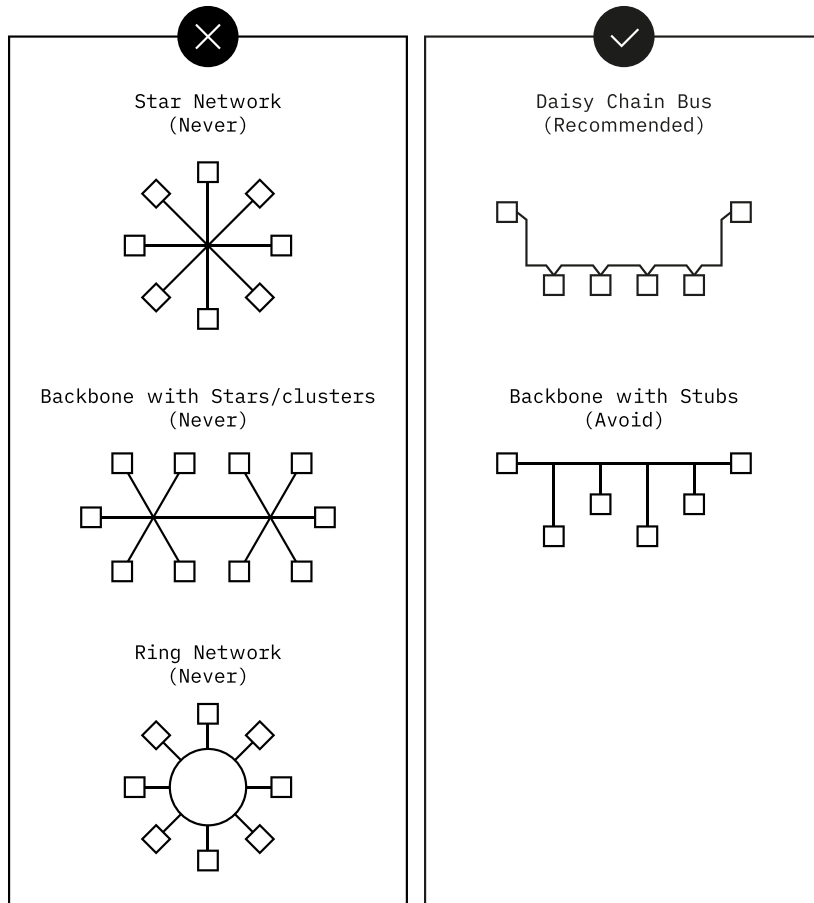 Star Network
(Never)
Backbone with Stars/clusters
(Never)
Ring Network
(Never)
Daisy Chain Bus
(Recommended)
Backbone with Stubs
(Avoid)